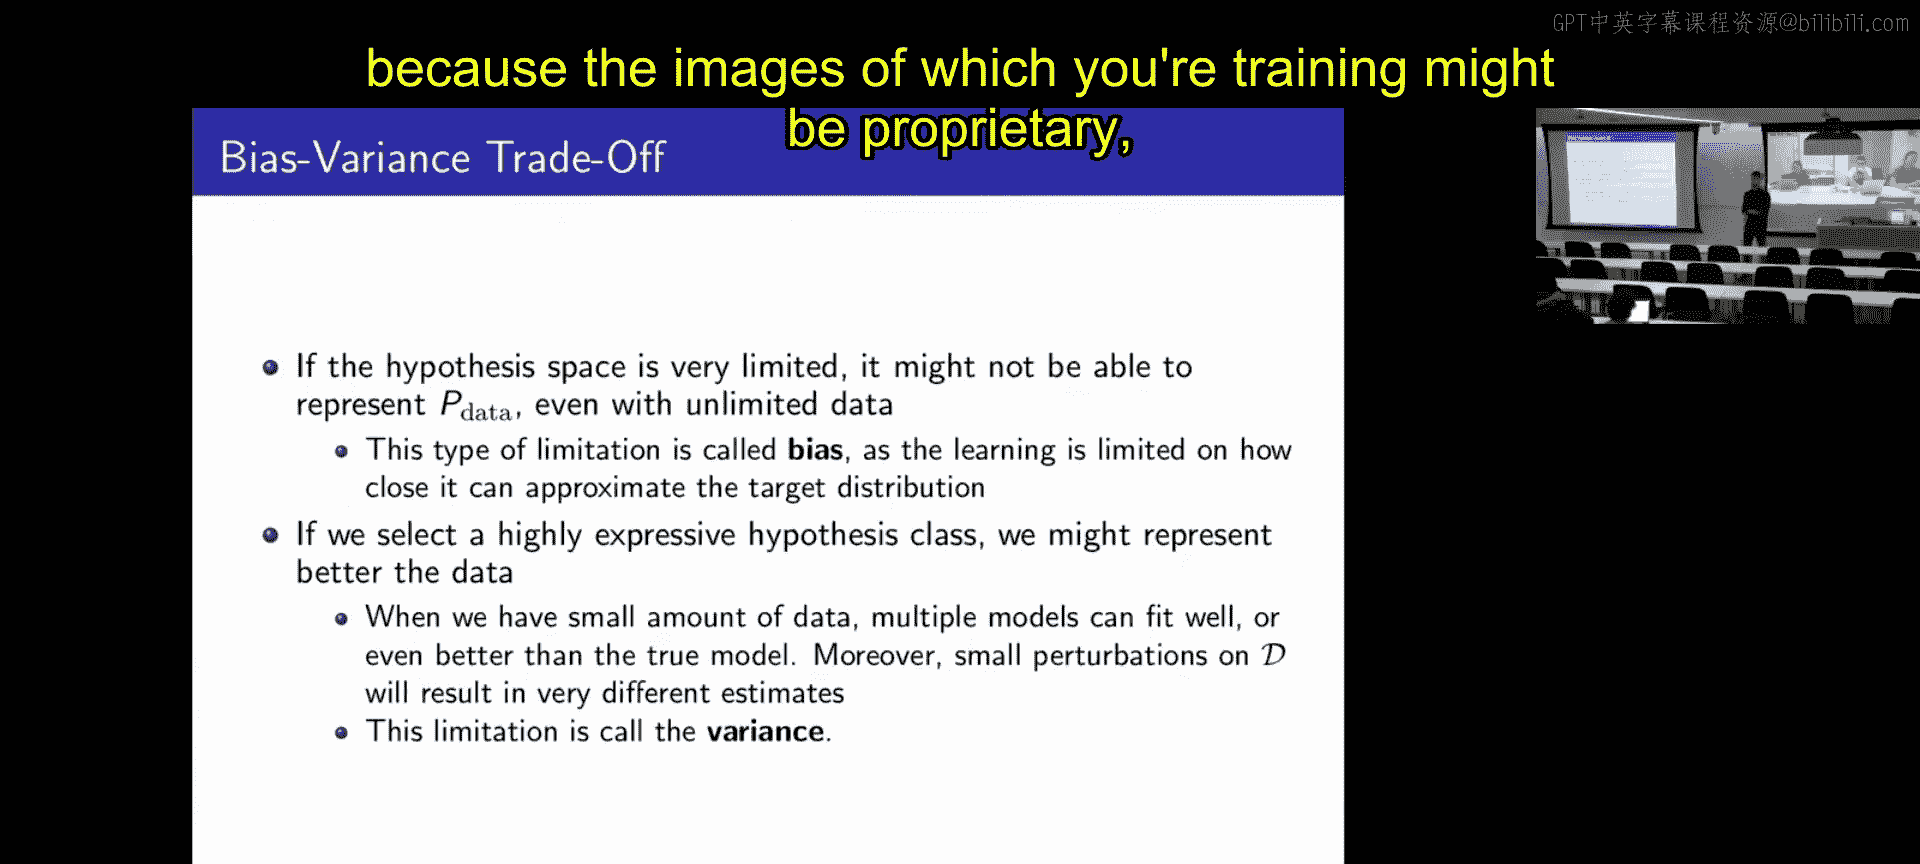 GPT中英字幕课程资源@bilibili.com
because the images of which you're training might
be proprietary,
Bias-Variance Trade-Off
If the hypothesis space is very limited, it might not be able to
represent P_data, even with unlimited data
This type of limitation is called bias, as the learning is limited on how
close it can approximate the target distribution
If we select a highly expressive hypothesis class, we might represent
better the data
When we have small amount of data, multiple models can fit well, or
even better than the true model. Moreover, small perturbations on 𝒟
will result in very different estimates
This limitation is call the variance.